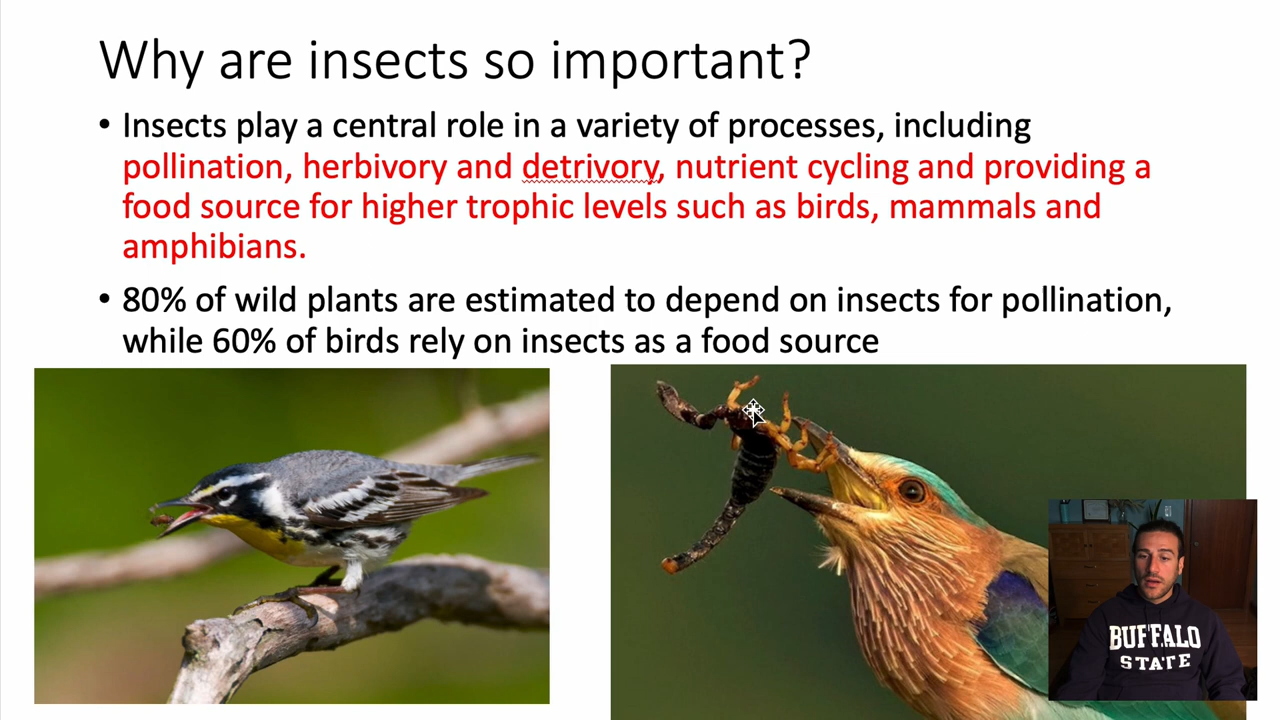 Why are insects so important?
• Insects play a central role in a variety of processes, including
pollination, herbivory and detrivory, nutrient cycling and providing a
food source for higher trophic levels such as birds, mammals and
amphibians.
• 80% of wild plants are estimated to depend on insects for pollination,
while 60% of birds rely on insects as a food source
BUFFALO
STATE